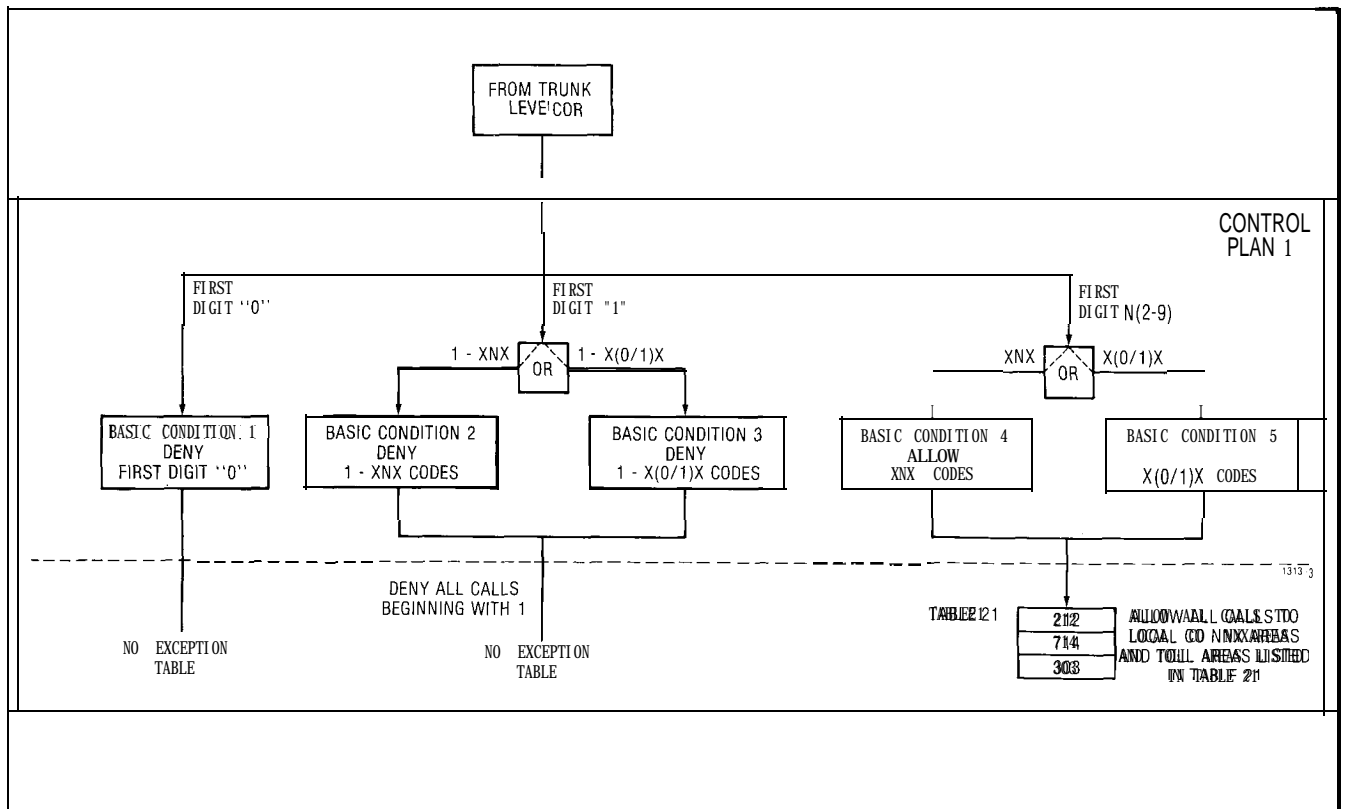 FROM TRUNK
LEVEL COR
CONTROL
PLAN 1
FIRST
DIGIT "0"
FIRST
DIGIT "1"
FIRST
DIGIT N(2-9)
1 - XNX
OR
1 - X(0/1)X
XNX
OR
X(0/1)X
BASIC CONDITION 1
DENY
FIRST DIGIT "0"
BASIC CONDITION 2
DENY
1 - XNX CODES
BASIC CONDITION 3
DENY
1 - X(0/1)X CODES
BASIC CONDITION 4
ALLOW
XNX CODES
BASIC CONDITION 5
X(0/1)X CODES
1313-3
DENY ALL CALLS
BEGINNING WITH 1
NO EXCEPTION
TABLE
NO EXCEPTION
TABLE
TABLE 21
212
714
303
ALLOW ALL CALLS TO
LOCAL CO NNX AREAS
AND TOLL AREAS LISTED
IN TABLE 21